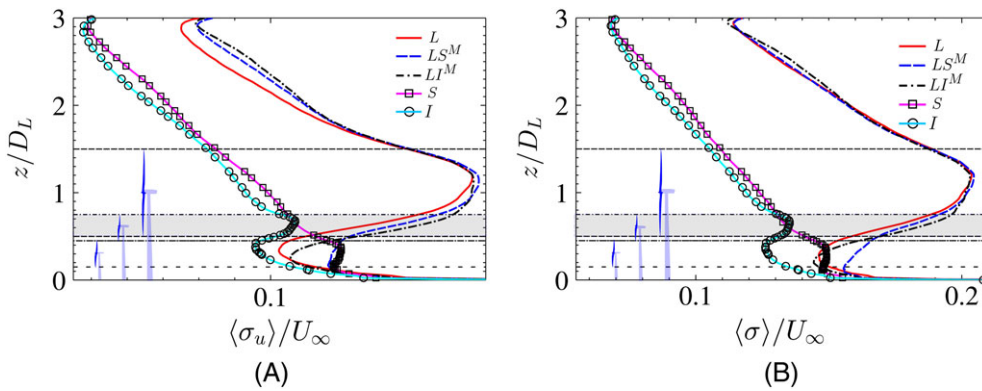 3
2
1
0
z/D_L
L
LS^M
LI^M
S
I
0.1
⟨σ_u⟩/U_∞
(A)
3
2
1
0
z/D_L
L
LS^M
LI^M
S
I
0.1 0.2
⟨σ⟩/U_∞
(B)